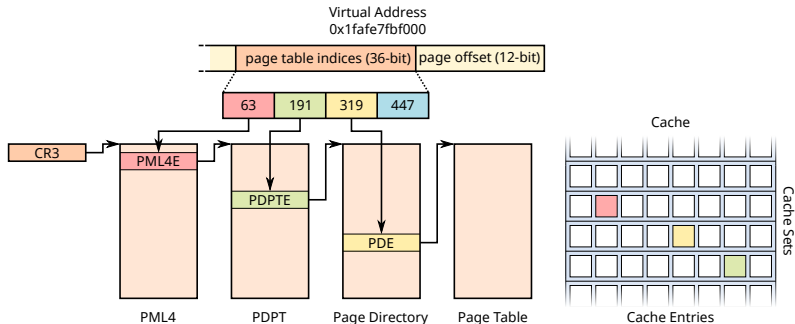 Virtual Address
0x1fafe7fbf000
page table indices (36-bit)
page offset (12-bit)
63
191
319
447
CR3
PML4E
PDPTE
PDE
PML4
PDPT
Page Directory
Page Table
Cache
Cache Sets
Cache Entries